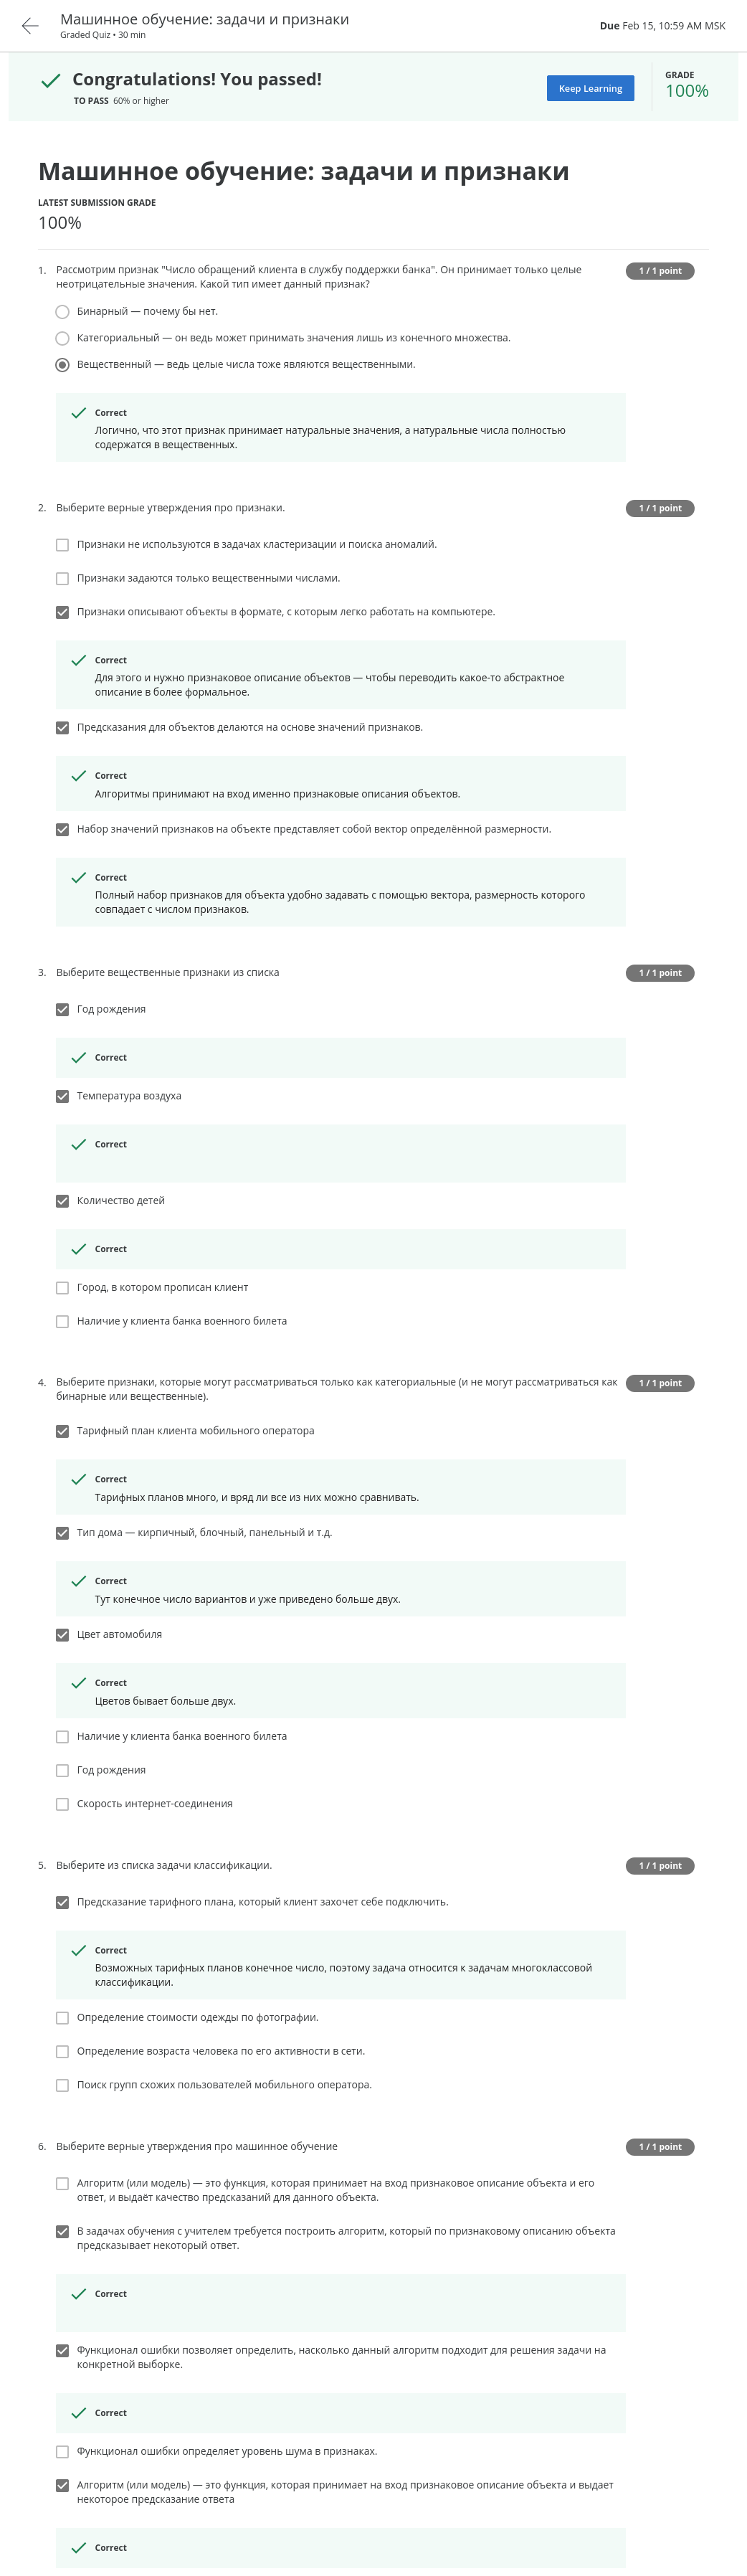 Машинное обучение: задачи и признаки
Graded Quiz • 30 min
Due Feb 15, 10:59 AM MSK
Congratulations! You passed!
TO PASS 60% or higher
Keep Learning
GRADE
100%
Машинное обучение: задачи и признаки
LATEST SUBMISSION GRADE
100%
1. Рассмотрим признак "Число обращений клиента в службу поддержки банка". Он принимает только целые
неотрицательные значения. Какой тип имеет данный признак?
1 / 1 point
Бинарный — почему бы нет.
Категориальный — он ведь может принимать значения лишь из конечного множества.
Вещественный — ведь целые числа тоже являются вещественными.
Correct
Логично, что этот признак принимает натуральные значения, а натуральные числа полностью
содержатся в вещественных.
2. Выберите верные утверждения про признаки.
1 / 1 point
Признаки не используются в задачах кластеризации и поиска аномалий.
Признаки задаются только вещественными числами.
Признаки описывают объекты в формате, с которым легко работать на компьютере.
Correct
Для этого и нужно признаковое описание объектов — чтобы переводить какое-то абстрактное
описание в более формальное.
Предсказания для объектов делаются на основе значений признаков.
Correct
Алгоритмы принимают на вход именно признаковые описания объектов.
Набор значений признаков на объекте представляет собой вектор определённой размерности.
Correct
Полный набор признаков для объекта удобно задавать с помощью вектора, размерность которого
совпадает с числом признаков.
3. Выберите вещественные признаки из списка
1 / 1 point
Год рождения
Correct
Температура воздуха
Correct
Количество детей
Correct
Город, в котором прописан клиент
Наличие у клиента банка военного билета
4. Выберите признаки, которые могут рассматриваться только как категориальные (и не могут рассматриваться как
бинарные или вещественные).
1 / 1 point
Тарифный план клиента мобильного оператора
Correct
Тарифных планов много, и вряд ли все из них можно сравнивать.
Тип дома — кирпичный, блочный, панельный и т.д.
Correct
Тут конечное число вариантов и уже приведено больше двух.
Цвет автомобиля
Correct
Цветов бывает больше двух.
Наличие у клиента банка военного билета
Год рождения
Скорость интернет-соединения
5. Выберите из списка задачи классификации.
1 / 1 point
Предсказание тарифного плана, который клиент захочет себе подключить.
Correct
Возможных тарифных планов конечное число, поэтому задача относится к задачам многоклассовой
классификации.
Определение стоимости одежды по фотографии.
Определение возраста человека по его активности в сети.
Поиск групп схожих пользователей мобильного оператора.
6. Выберите верные утверждения про машинное обучение
1 / 1 point
Алгоритм (или модель) — это функция, которая принимает на вход признаковое описание объекта и его
ответ, и выдаёт качество предсказаний для данного объекта.
В задачах обучения с учителем требуется построить алгоритм, который по признаковому описанию объекта
предсказывает некоторый ответ.
Correct
Функционал ошибки позволяет определить, насколько данный алгоритм подходит для решения задачи на
конкретной выборке.
Correct
Функционал ошибки определяет уровень шума в признаках.
Алгоритм (или модель) — это функция, которая принимает на вход признаковое описание объекта и выдает
некоторое предсказание ответа
Correct